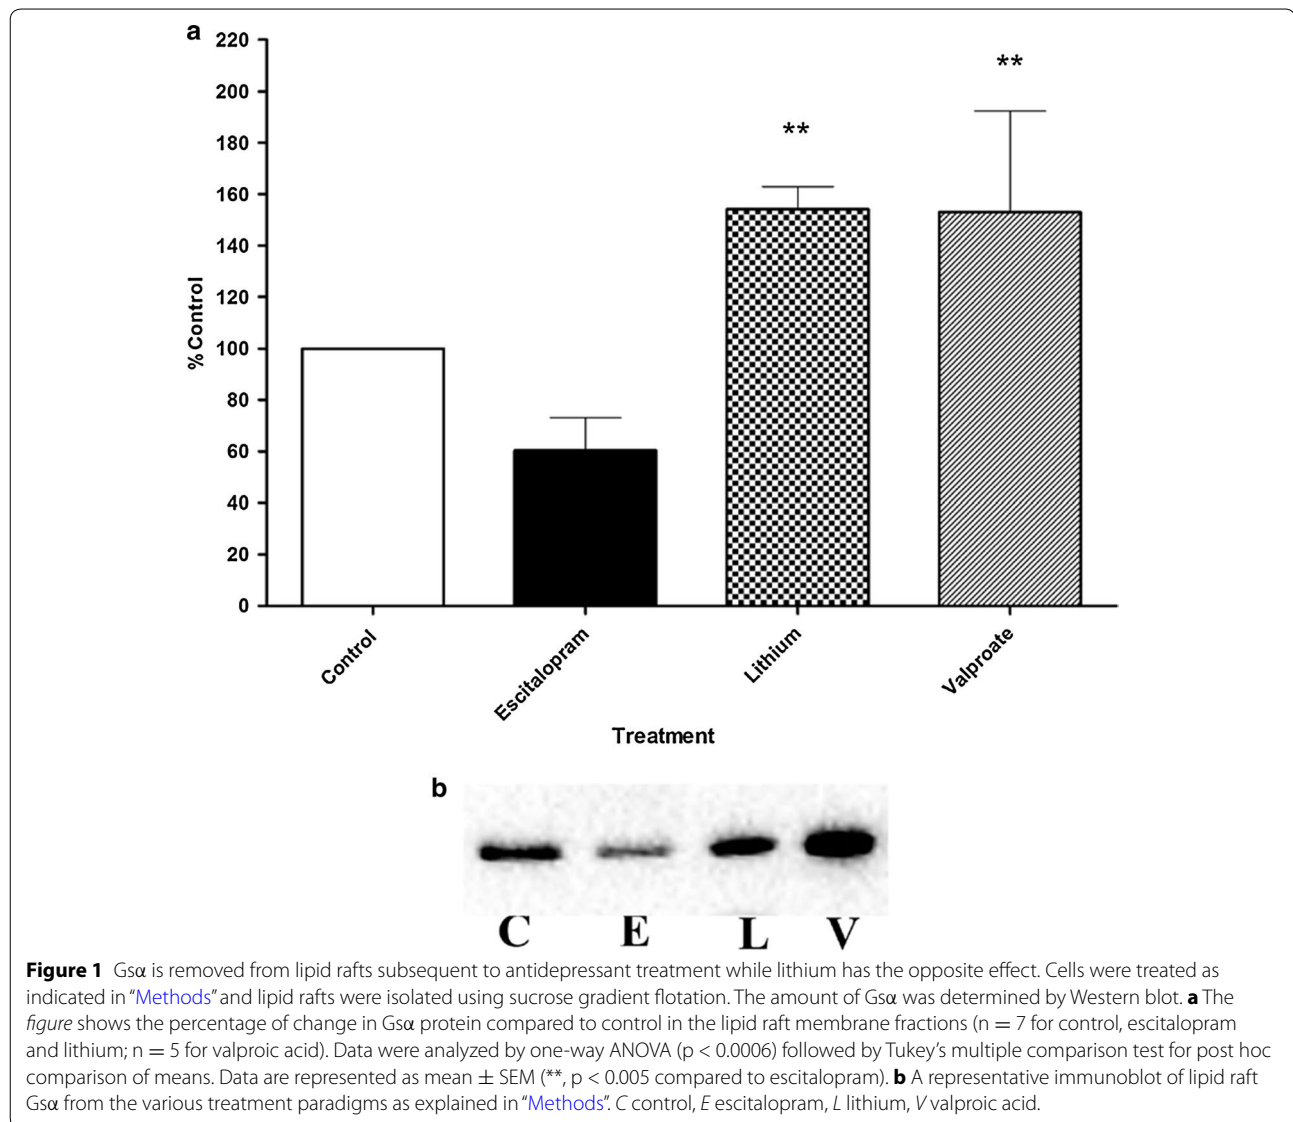 a
220
200
180
160
140
120
100
80
60
40
20
0
% Control
**
**
Control
Escitalopram
Lithium
Valproate
Treatment
b
C E L V
Figure 1 Gsα is removed from lipid rafts subsequent to antidepressant treatment while lithium has the opposite effect. Cells were treated as
indicated in “Methods” and lipid rafts were isolated using sucrose gradient flotation. The amount of Gsα was determined by Western blot. a The
figure shows the percentage of change in Gsα protein compared to control in the lipid raft membrane fractions (n = 7 for control, escitalopram
and lithium; n = 5 for valproic acid). Data were analyzed by one-way ANOVA (p < 0.0006) followed by Tukey’s multiple comparison test for post hoc
comparison of means. Data are represented as mean ± SEM (**, p < 0.005 compared to escitalopram). b A representative immunoblot of lipid raft
Gsα from the various treatment paradigms as explained in “Methods”. C control, E escitalopram, L lithium, V valproic acid.